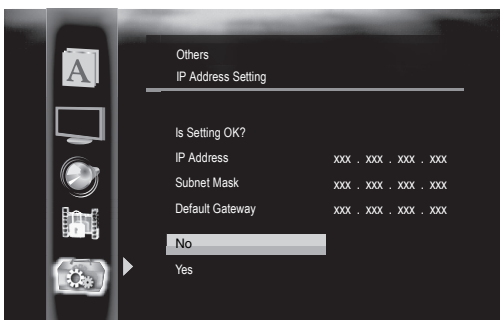 A
Others
IP Address Setting
Is Setting OK?
IP Address xxx . xxx . xxx . xxx
Subnet Mask xxx . xxx . xxx . xxx
Default Gateway xxx . xxx . xxx . xxx
No
Yes